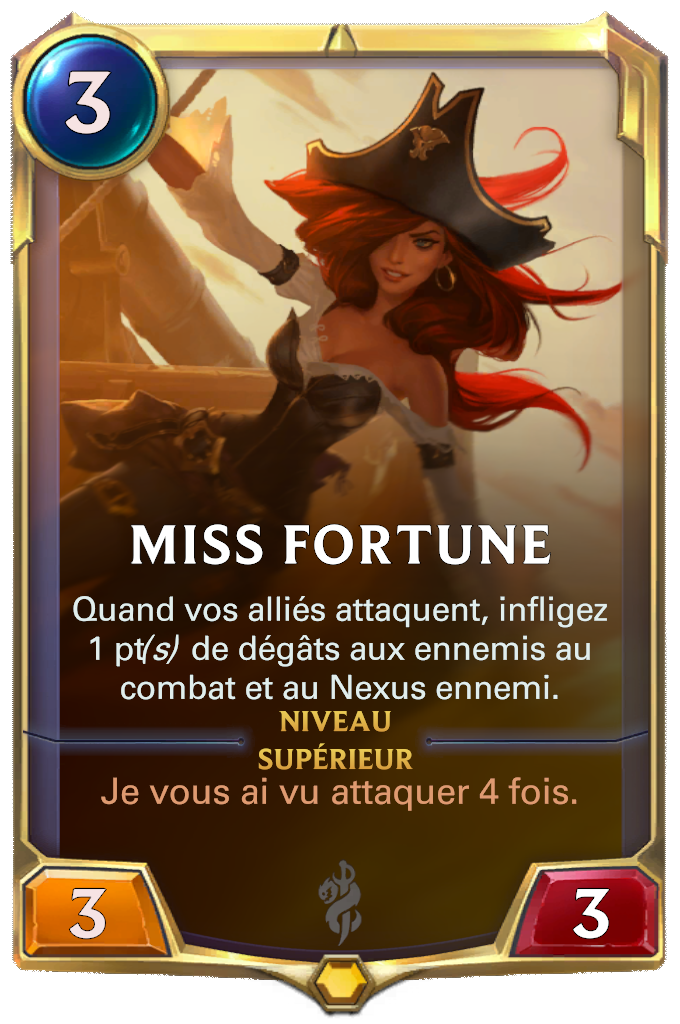 3
MISS FORTUNE
Quand vos alliés attaquent, infligez
1 pt(s) de dégâts aux ennemis au
combat et au Nexus ennemi.
NIVEAU
SUPÉRIEUR
Je vous ai vu attaquer 4 fois.
3
3